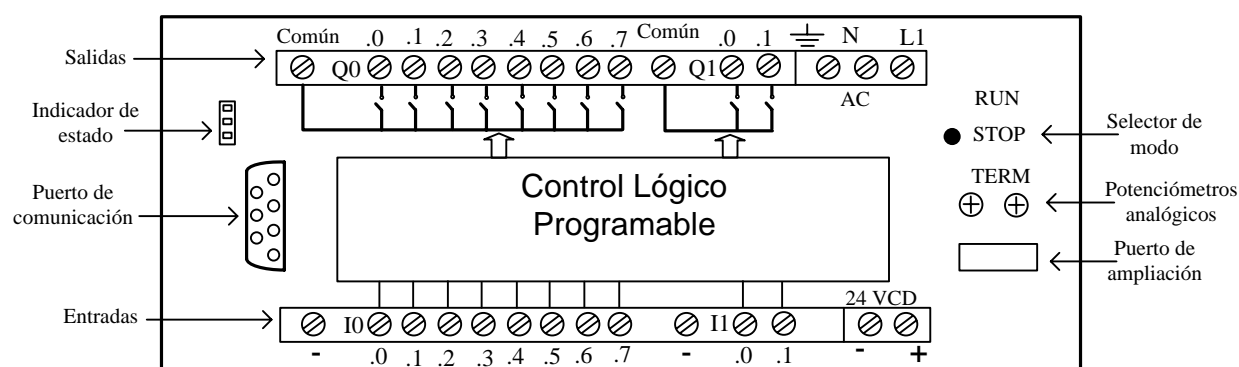 Común .0 .1 .2 .3 .4 .5 .6 .7 Común .0 .1 N L1
Salidas
Q0 Q1
AC
Indicador de
estado
RUN
STOP
TERM
Selector de
modo
Puerto de
comunicación
Control Lógico
Programable
Potenciómetros
analógicos
Puerto de
ampliación
24 VCD
Entradas
I0 I1
- .0 .1 .2 .3 .4 .5 .6 .7 - .0 .1 - +